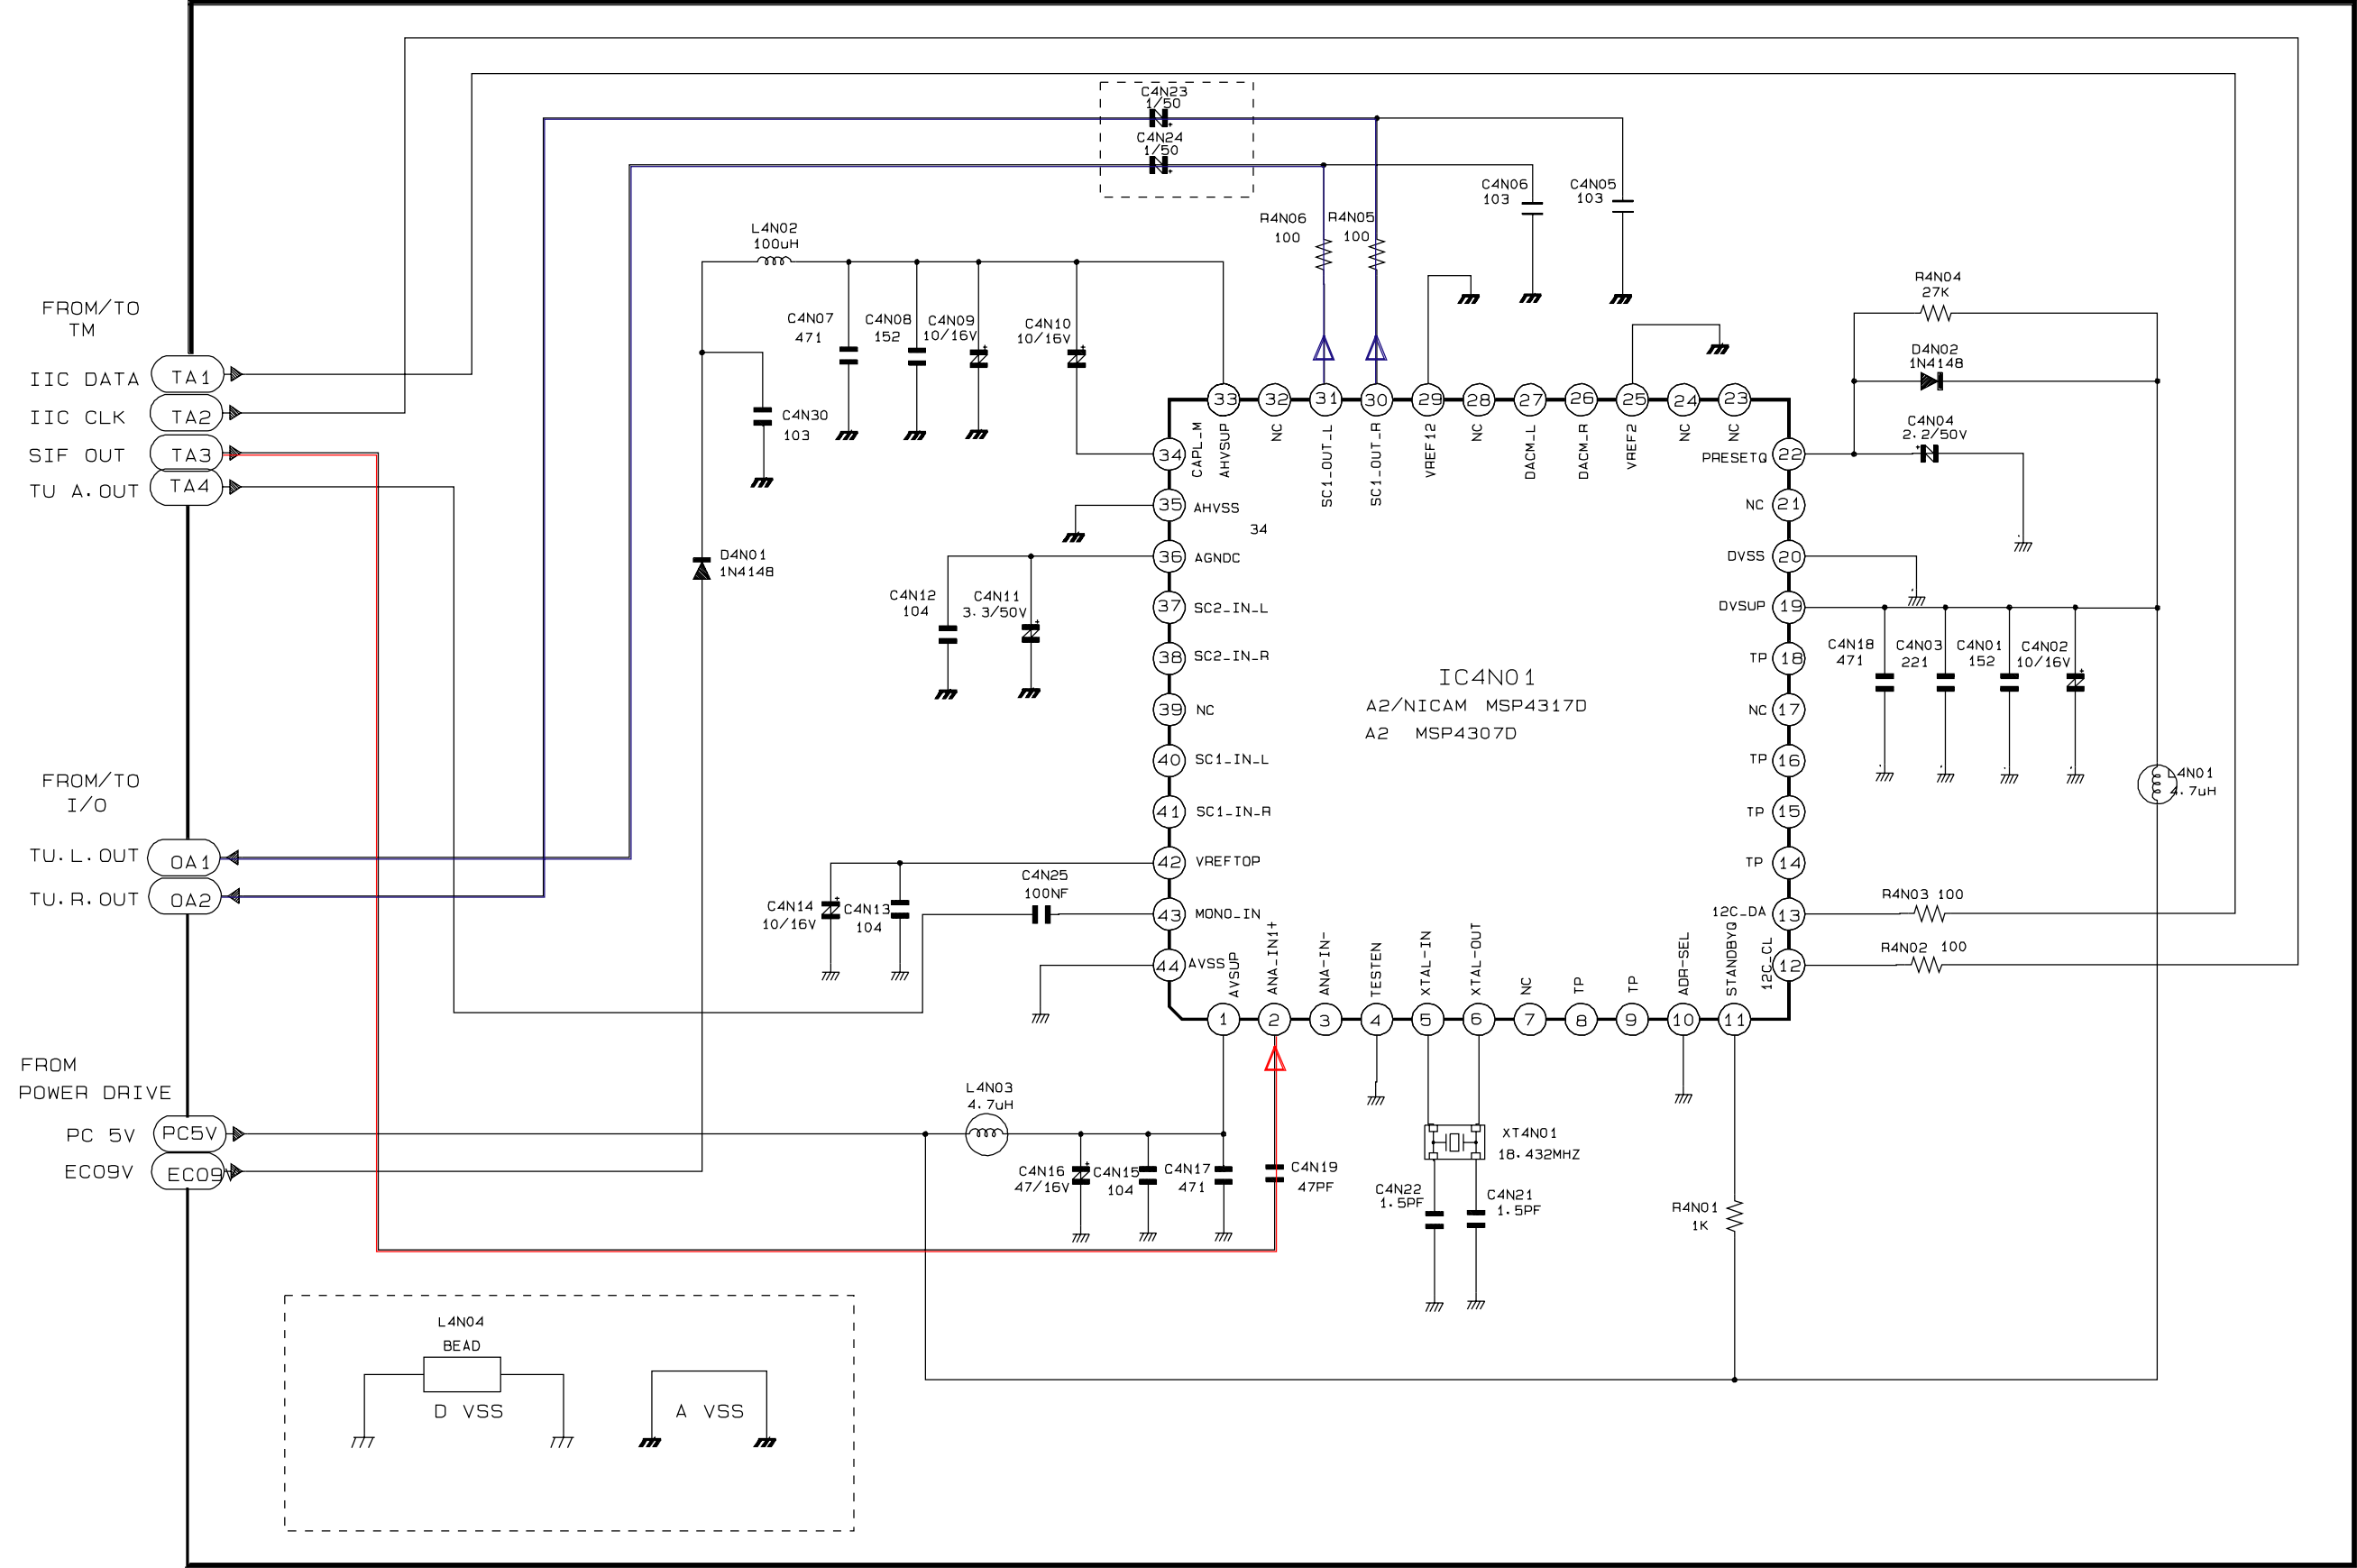 C4N23
1/50
C4N24
1/50
C4N06
103
C4N05
103
R4N06
100
R4N05
100
L4N02
100uH
R4N04
27K
D4N02
1N4148
C4N04
2.2/50V
FROM/TO
TM
IIC DATA TA1
IIC CLK TA2
SIF OUT TA3
TU A.OUT TA4
C4N07
471
C4N08
152
C4N09
10/16V
C4N10
10/16V
C4N30
103
33
32
31
30
29
28
27
26
25
24
23
CAPL_M
AHVSUP
NC
SC1_OUT_L
SC1_OUT_R
VREF12
NC
DACM_L
DACM_R
VREF2
NC
NC
34
35 AHVSS
34
36 AGNDC
37 SC2_IN_L
38 SC2_IN_R
39 NC
40 SC1_IN_L
41 SC1_IN_R
42 VREFTOP
43 MONO_IN
44 AVSS
PRESETQ 22
NC 21
DVSS 20
DVSUP 19
TP 18
NC 17
TP 16
TP 15
TP 14
12C_DA 13
12C_CL 12
D4N01
1N4148
C4N12
104
C4N11
3.3/50V
IC4N01
A2/NICAM MSP4317D
A2 MSP4307D
C4N18
471
C4N03
221
C4N01
152
C4N02
10/16V
L4N01
4.7uH
FROM/TO
I/O
TU.L.OUT OA1
TU.R.OUT OA2
C4N14
10/16V
C4N13
104
C4N25
100NF
R4N03 100
R4N02 100
AVSUP
ANA_IN1+
ANA-IN-
TESTEN
XTAL-IN
XTAL-OUT
NC
TP
TP
ADR-SEL
STANDBYQ
1
2
3
4
5
6
7
8
9
10
11
FROM
POWER DRIVE
PC 5V PC5V
EC09V EC09V
L4N03
4.7uH
C4N16
47/16V
C4N15
104
C4N17
471
C4N19
47PF
XT4N01
18.432MHZ
C4N22
1.5PF
C4N21
1.5PF
R4N01
1K
L4N04
BEAD
D VSS
A VSS